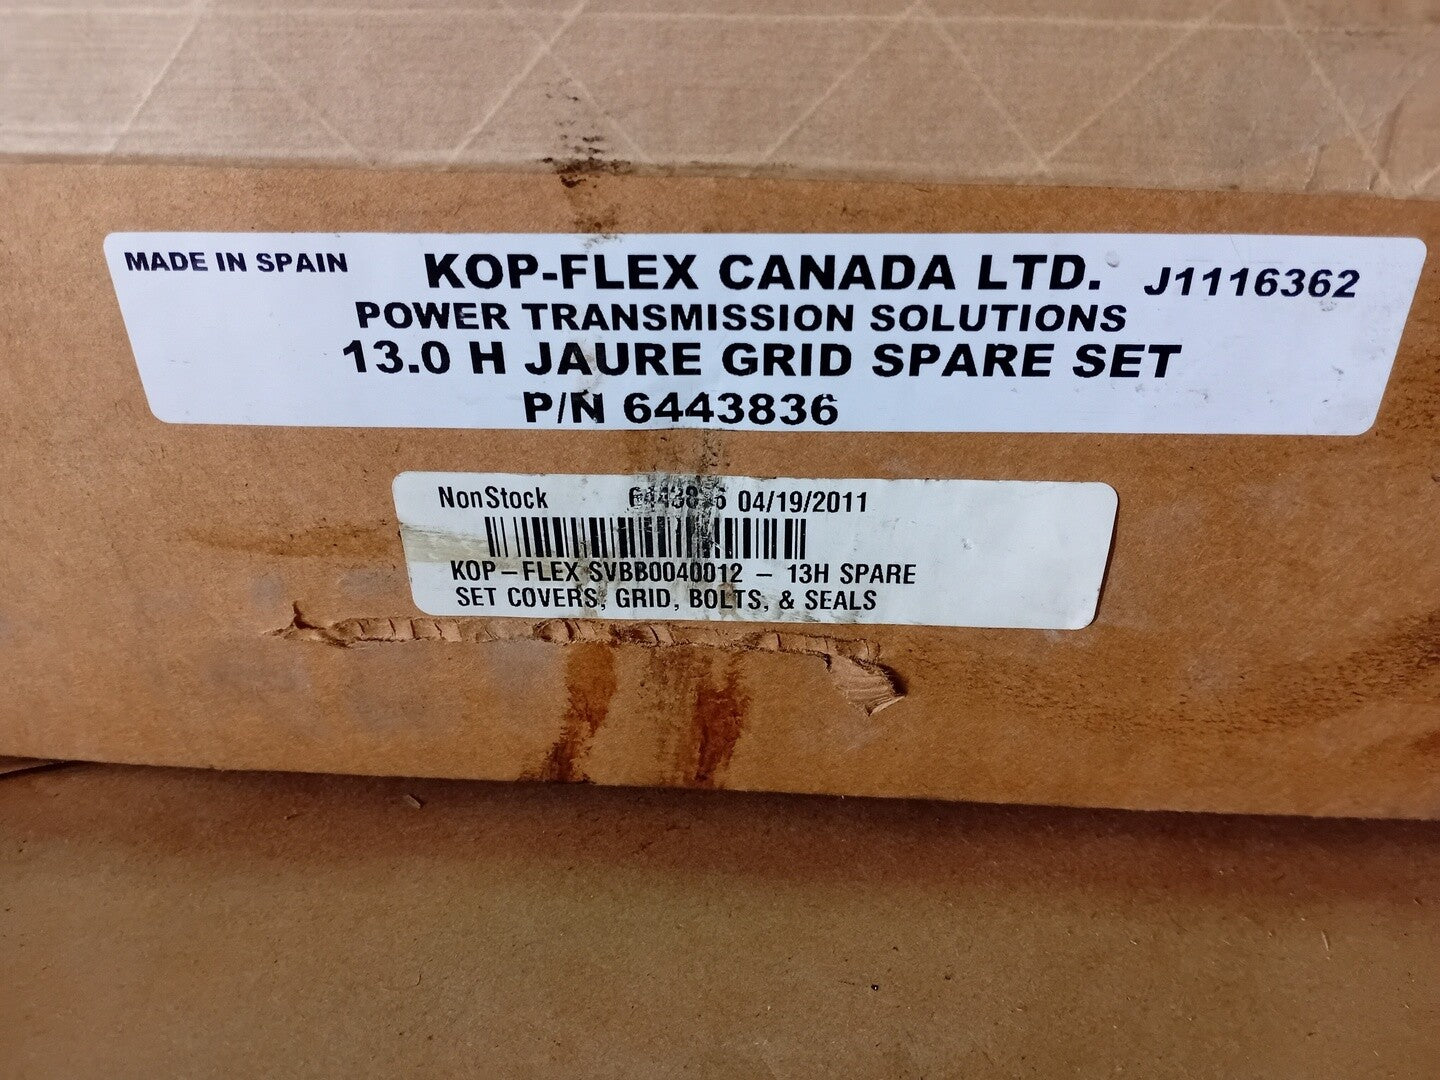 MADE IN SPAIN KOP-FLEX CANADA LTD. J1116362
POWER TRANSMISSION SOLUTIONS
13.0 H JAURE GRID SPARE SET
P/N 6443836
NonStock 04/19/2011
KOP-FLEX SVBB0040012 - 13H SPARE
SET COVERS, GRID, BOLTS, & SEALS